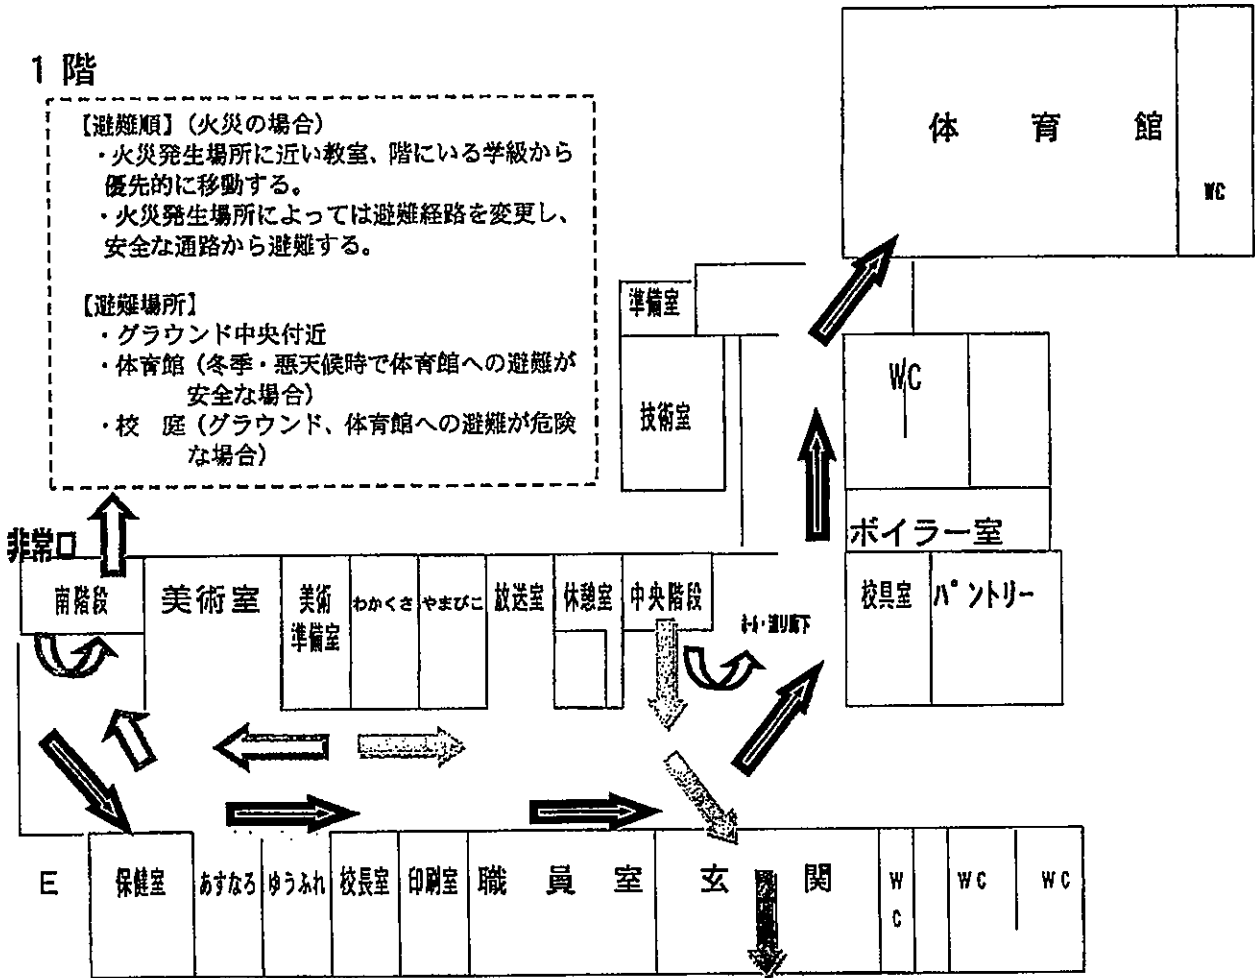 1 階
【避難順】(火災の場合)
・火災発生場所に近い教室、階にいる学級から
優先的に移動する。
・火災発生場所によっては避難経路を変更し、
安全な通路から避難する。
【避難場所】
・グラウンド中央付近
・体育館(冬季・悪天候時で体育館への避難が
安全な場合)
・校 庭(グラウンド、体育館への避難が危険
な場合)
体 育 館
WC
準備室
技術室
WC
ボイラー室
非常口
南階段
美術室
美術
準備室
わかくさ
やまびこ
放送室
休憩室
中央階段
校具室
パントリー
E
保健室
あすなろ
ゆうふれ
校長室
印刷室
職 員 室
玄 関
WC
WC
WC